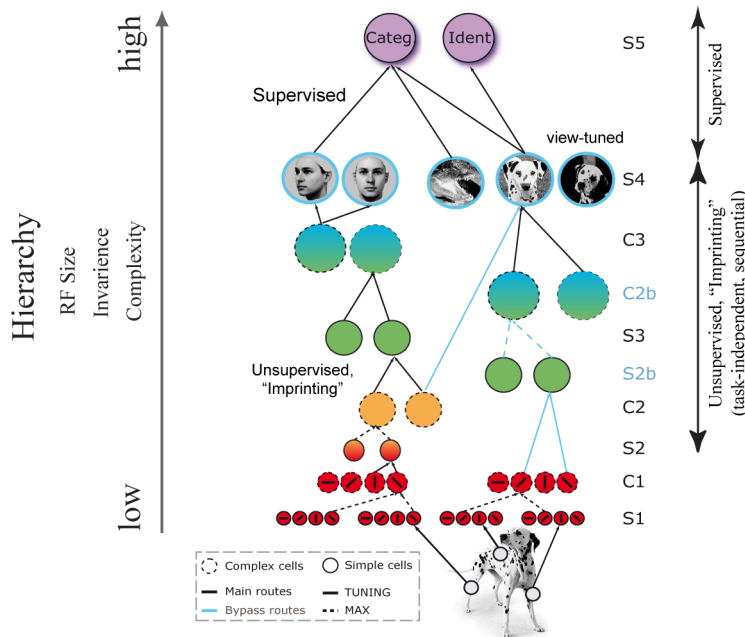 high
Categ.
Ident.
S5
Supervised
Supervised
view-tuned
S4
Hierarchy
RF Size
Invarience
Complexity
C3
C2b
S3
Unsupervised, "Imprinting"
(task-independent, sequential)
Unsupervised,
"Imprinting"
S2b
C2
S2
C1
low
S1
Complex cells
Simple cells
Main routes
TUNING
Bypass routes
MAX